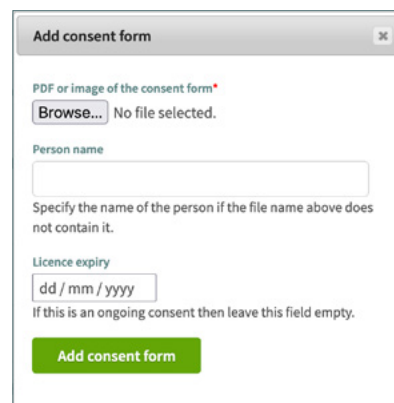 Add consent form
PDF or image of the consent form*
Browse... No file selected.
Person name
Specify the name of the person if the file name above does
not contain it.
Licence expiry
dd / mm / yyyy
If this is an ongoing consent then leave this field empty.
Add consent form